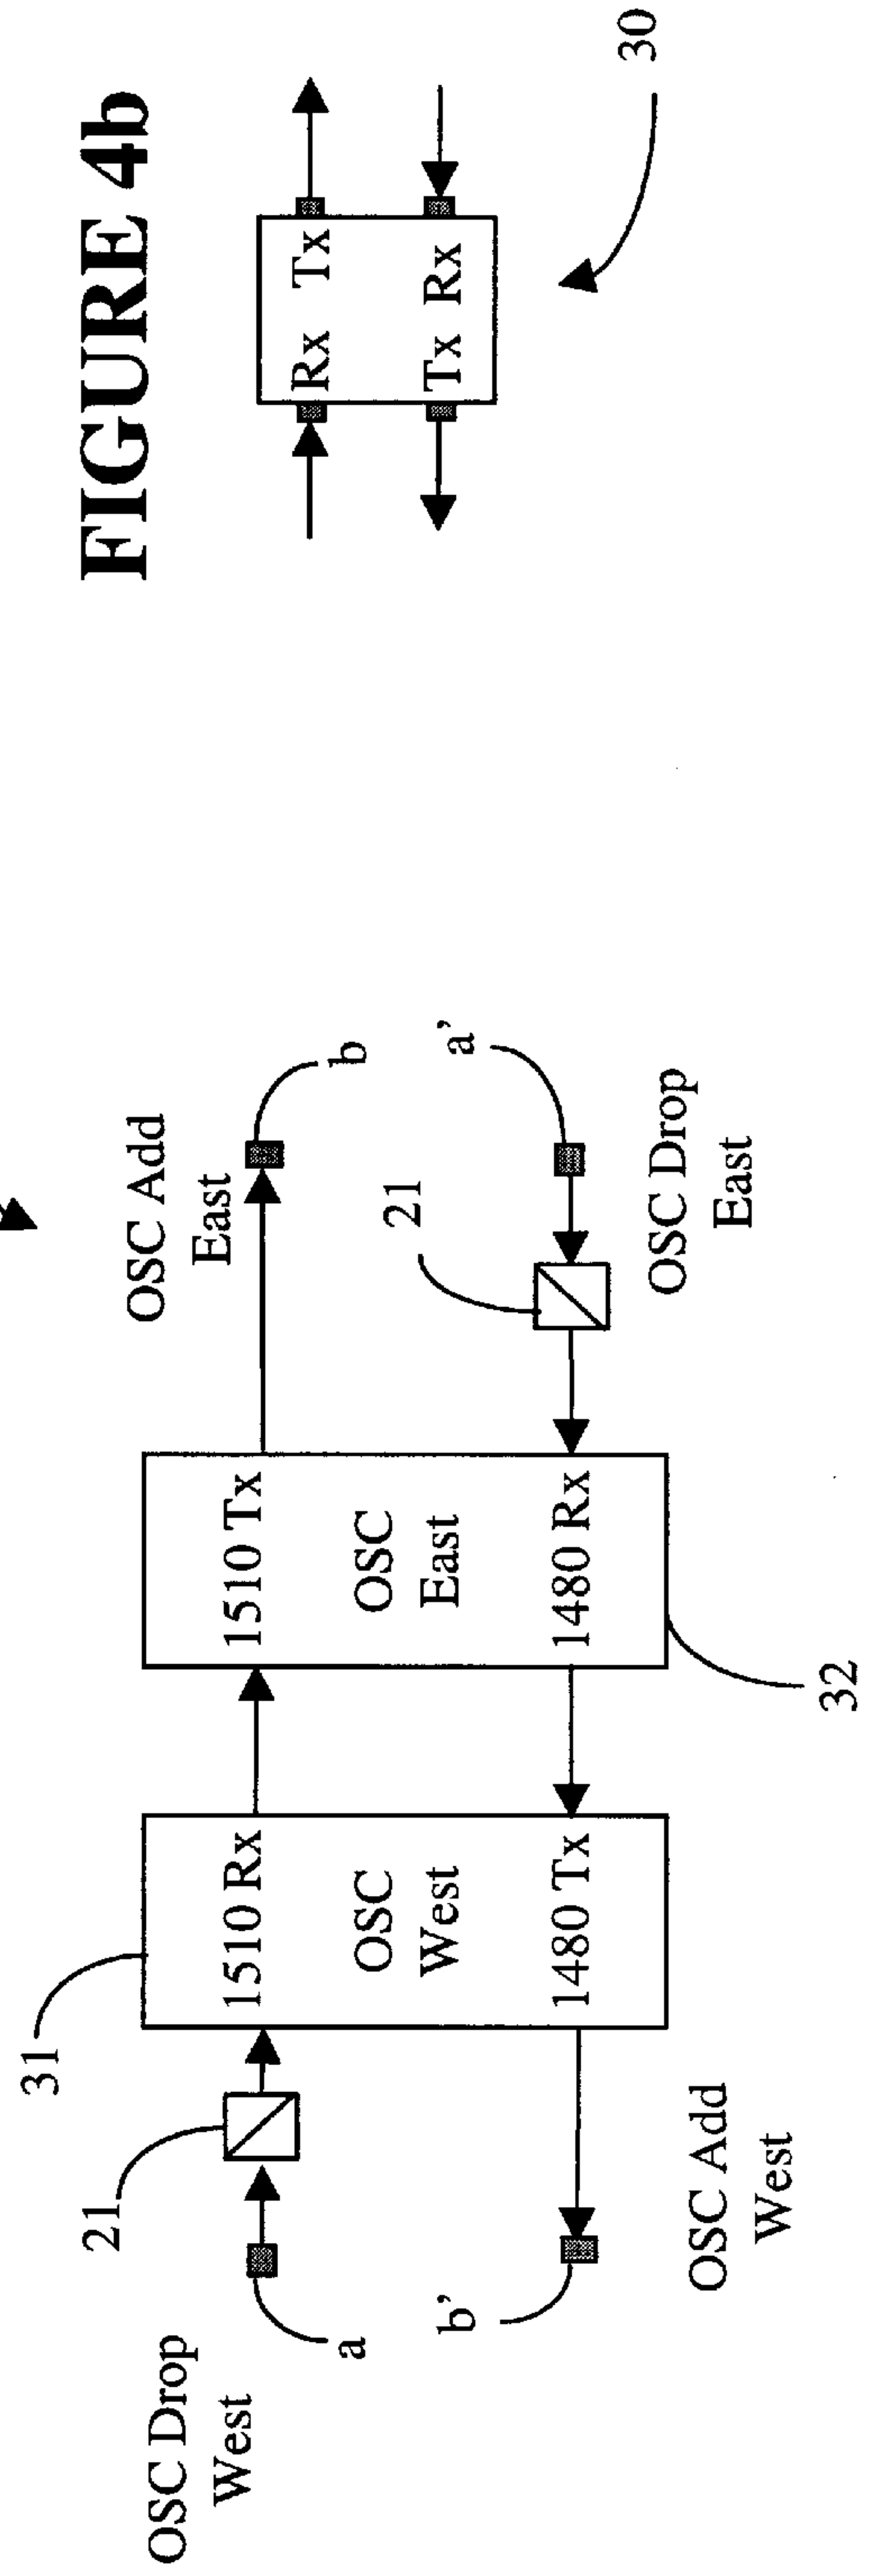 FIGURE 4b
Rx Tx
Tx Rx
30
OSC Drop
West
a
21
31
1510 Rx
OSC
West
1480 Tx
b'
OSC Add
West
1510 Tx
OSC
East
1480 Rx
32
OSC Add
East
b
21
a'
OSC Drop
East